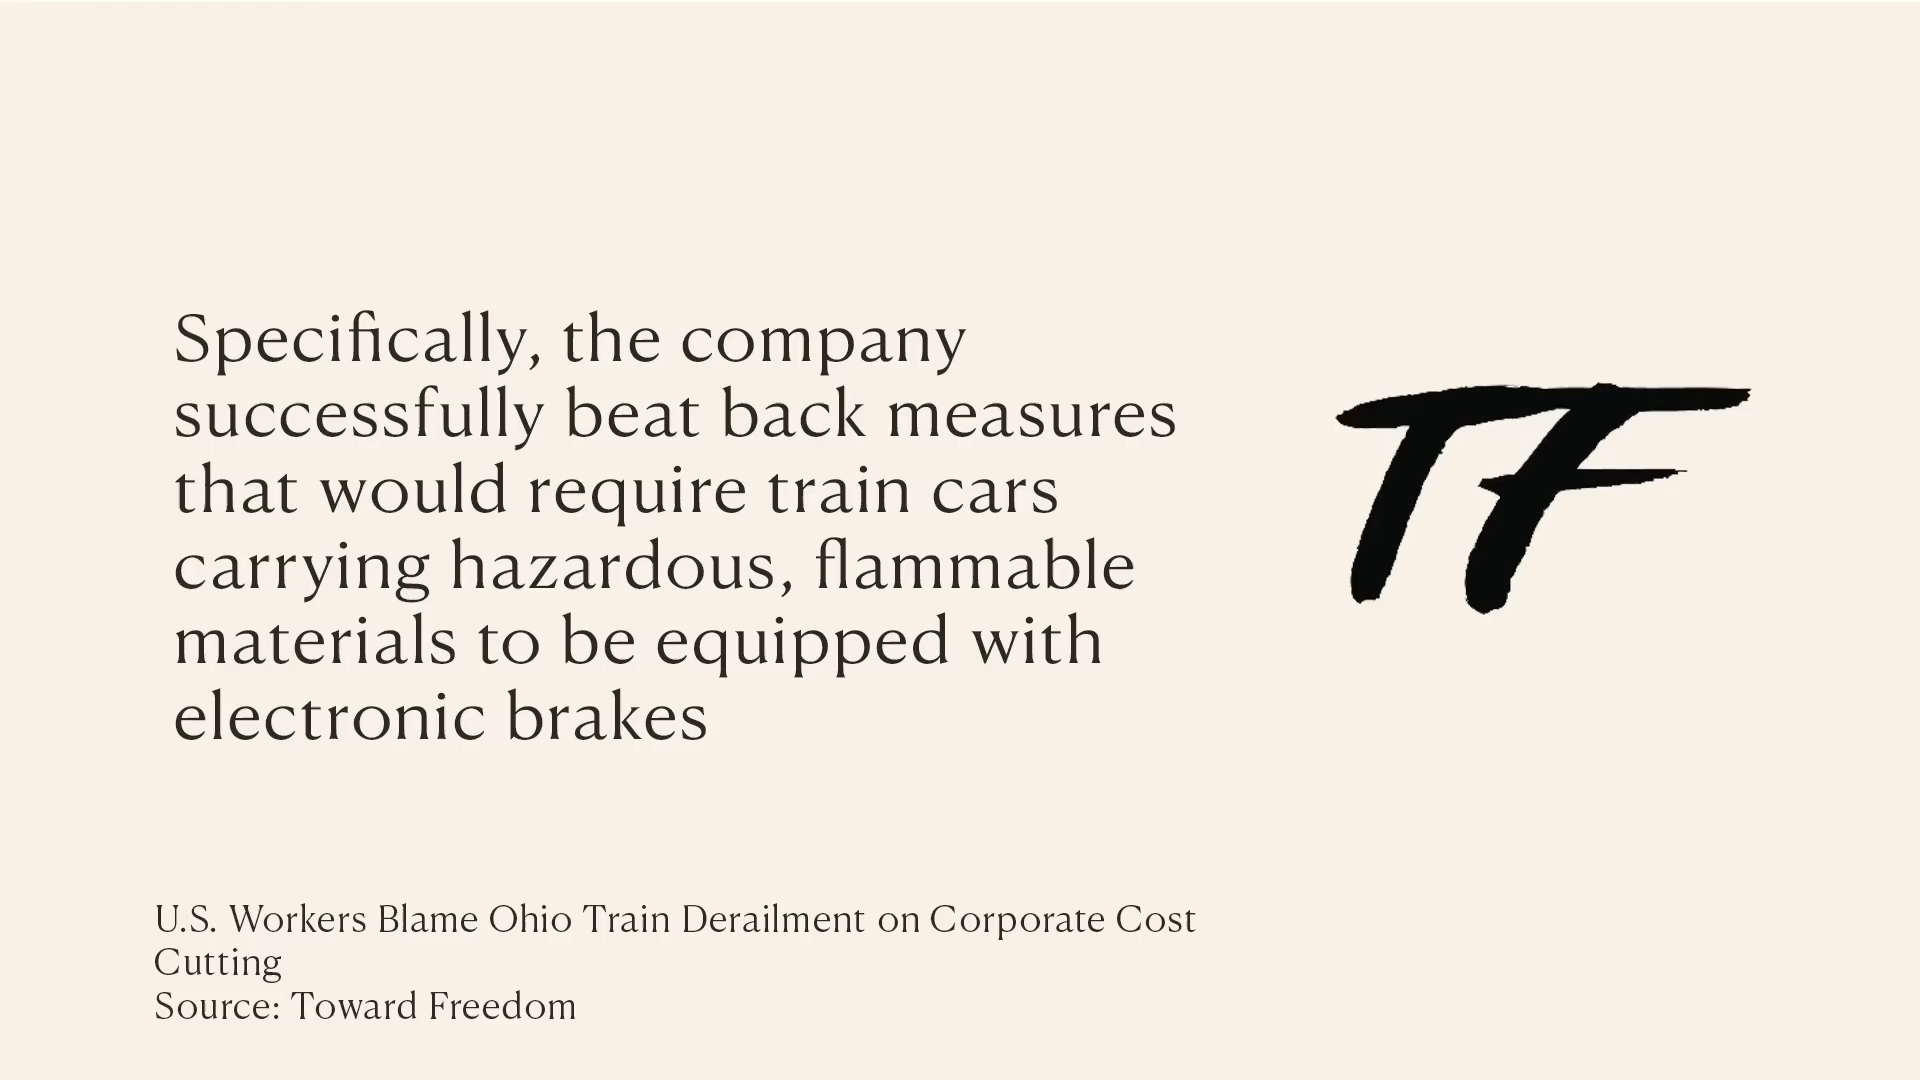 Specifically, the company
successfully beat back measures
that would require train cars
carrying hazardous, flammable
materials to be equipped with
electronic brakes
TF
U.S. Workers Blame Ohio Train Derailment on Corporate Cost
Cutting
Source: Toward Freedom